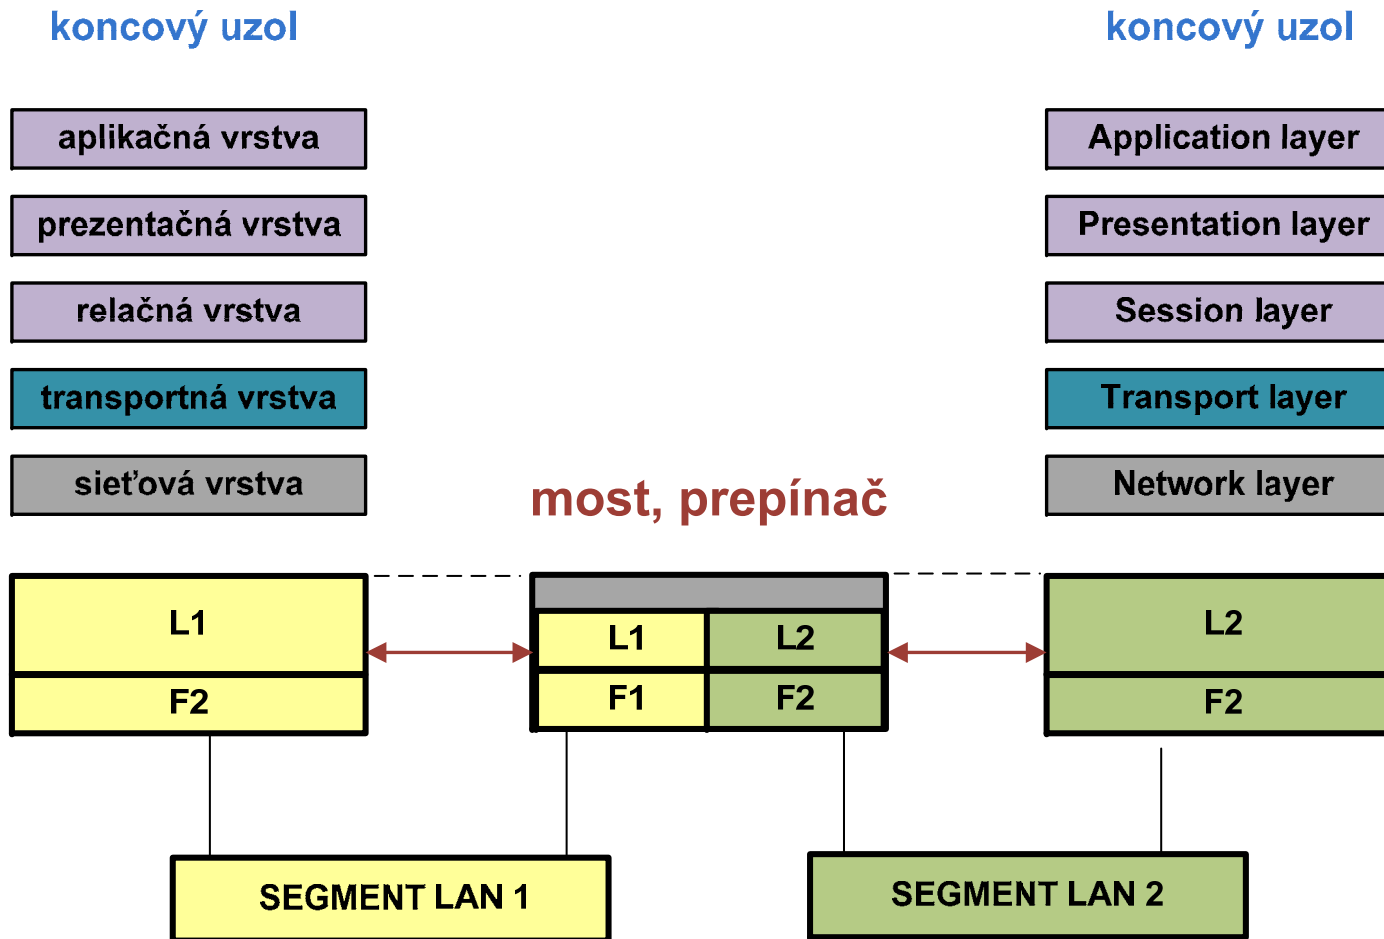 koncový uzol
koncový uzol
aplikačná vrstva
Application layer
prezentačná vrstva
Presentation layer
relačná vrstva
Session layer
transportná vrstva
Transport layer
sieťová vrstva
Network layer
most, prepínač
L1
L1
L2
L2
F2
F1
F2
F2
SEGMENT LAN 1
SEGMENT LAN 2